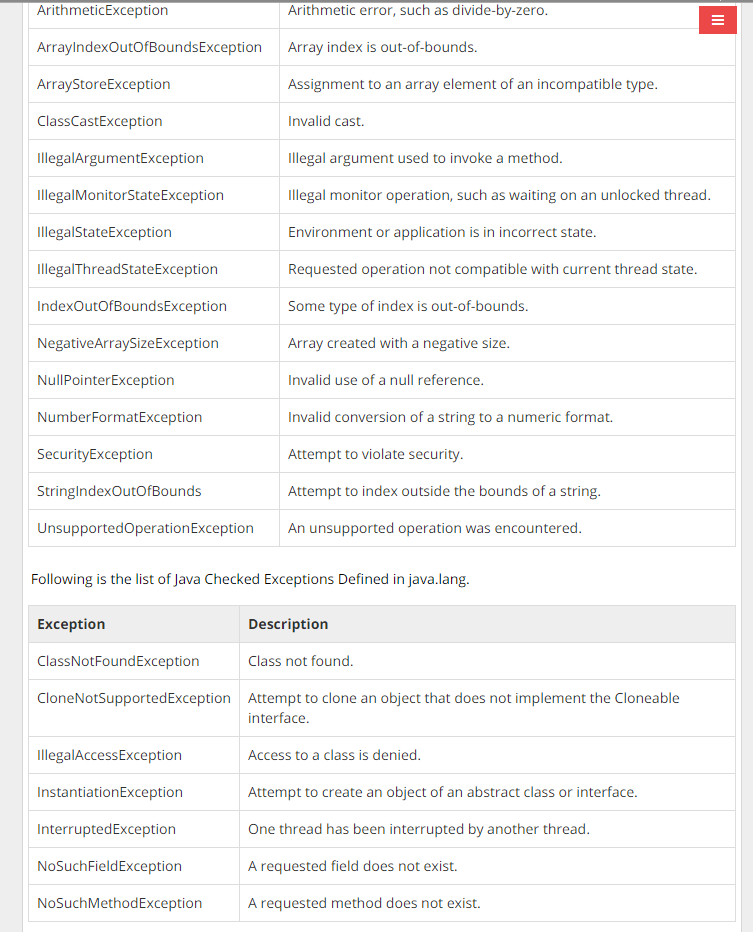 ArithmeticException Arithmetic error, such as divide-by-zero.
ArrayIndexOutOfBoundsException Array index is out-of-bounds.
ArrayStoreException Assignment to an array element of an incompatible type.
ClassCastException Invalid cast.
IllegalArgumentException Illegal argument used to invoke a method.
IllegalMonitorStateException Illegal monitor operation, such as waiting on an unlocked thread.
IllegalStateException Environment or application is in incorrect state.
IllegalThreadStateException Requested operation not compatible with current thread state.
IndexOutOfBoundsException Some type of index is out-of-bounds.
NegativeArraySizeException Array created with a negative size.
NullPointerException Invalid use of a null reference.
NumberFormatException Invalid conversion of a string to a numeric format.
SecurityException Attempt to violate security.
StringIndexOutOfBounds Attempt to index outside the bounds of a string.
UnsupportedOperationException An unsupported operation was encountered.
Following is the list of Java Checked Exceptions Defined in java.lang.
Exception Description
ClassNotFoundException Class not found.
CloneNotSupportedException Attempt to clone an object that does not implement the Cloneable
interface.
IllegalAccessException Access to a class is denied.
InstantiationException Attempt to create an object of an abstract class or interface.
InterruptedException One thread has been interrupted by another thread.
NoSuchFieldException A requested field does not exist.
NoSuchMethodException A requested method does not exist.